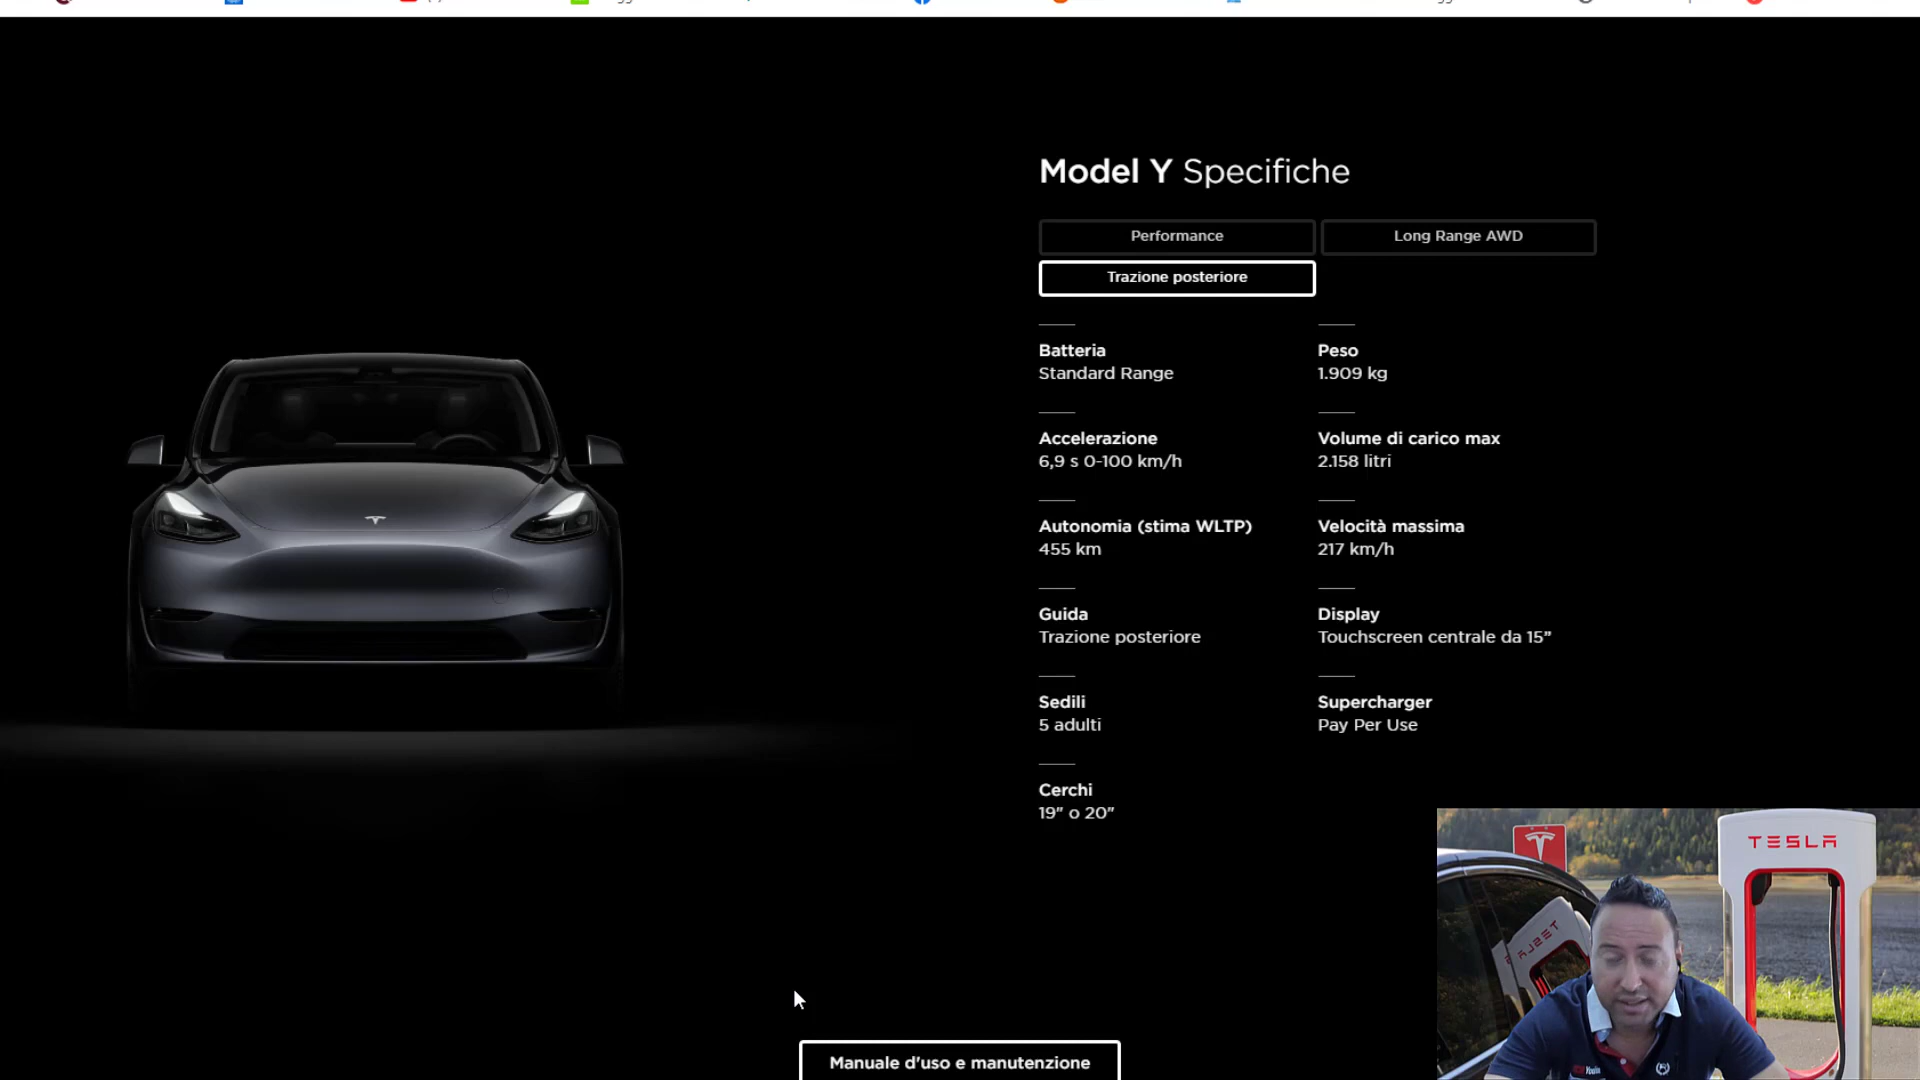 Model Y Specifiche
Performance
Long Range AWD
Trazione posteriore
Batteria
Standard Range
Peso
1.909 kg
Accelerazione
6,9 s 0-100 km/h
Volume di carico max
2.158 litri
Autonomia (stima WLTP)
455 km
Velocità massima
217 km/h
Guida
Trazione posteriore
Display
Touchscreen centrale da 15”
Sedili
5 adulti
Supercharger
Pay Per Use
Cerchi
19” o 20”
TESLA
TESLA
Manuale d'uso e manutenzione